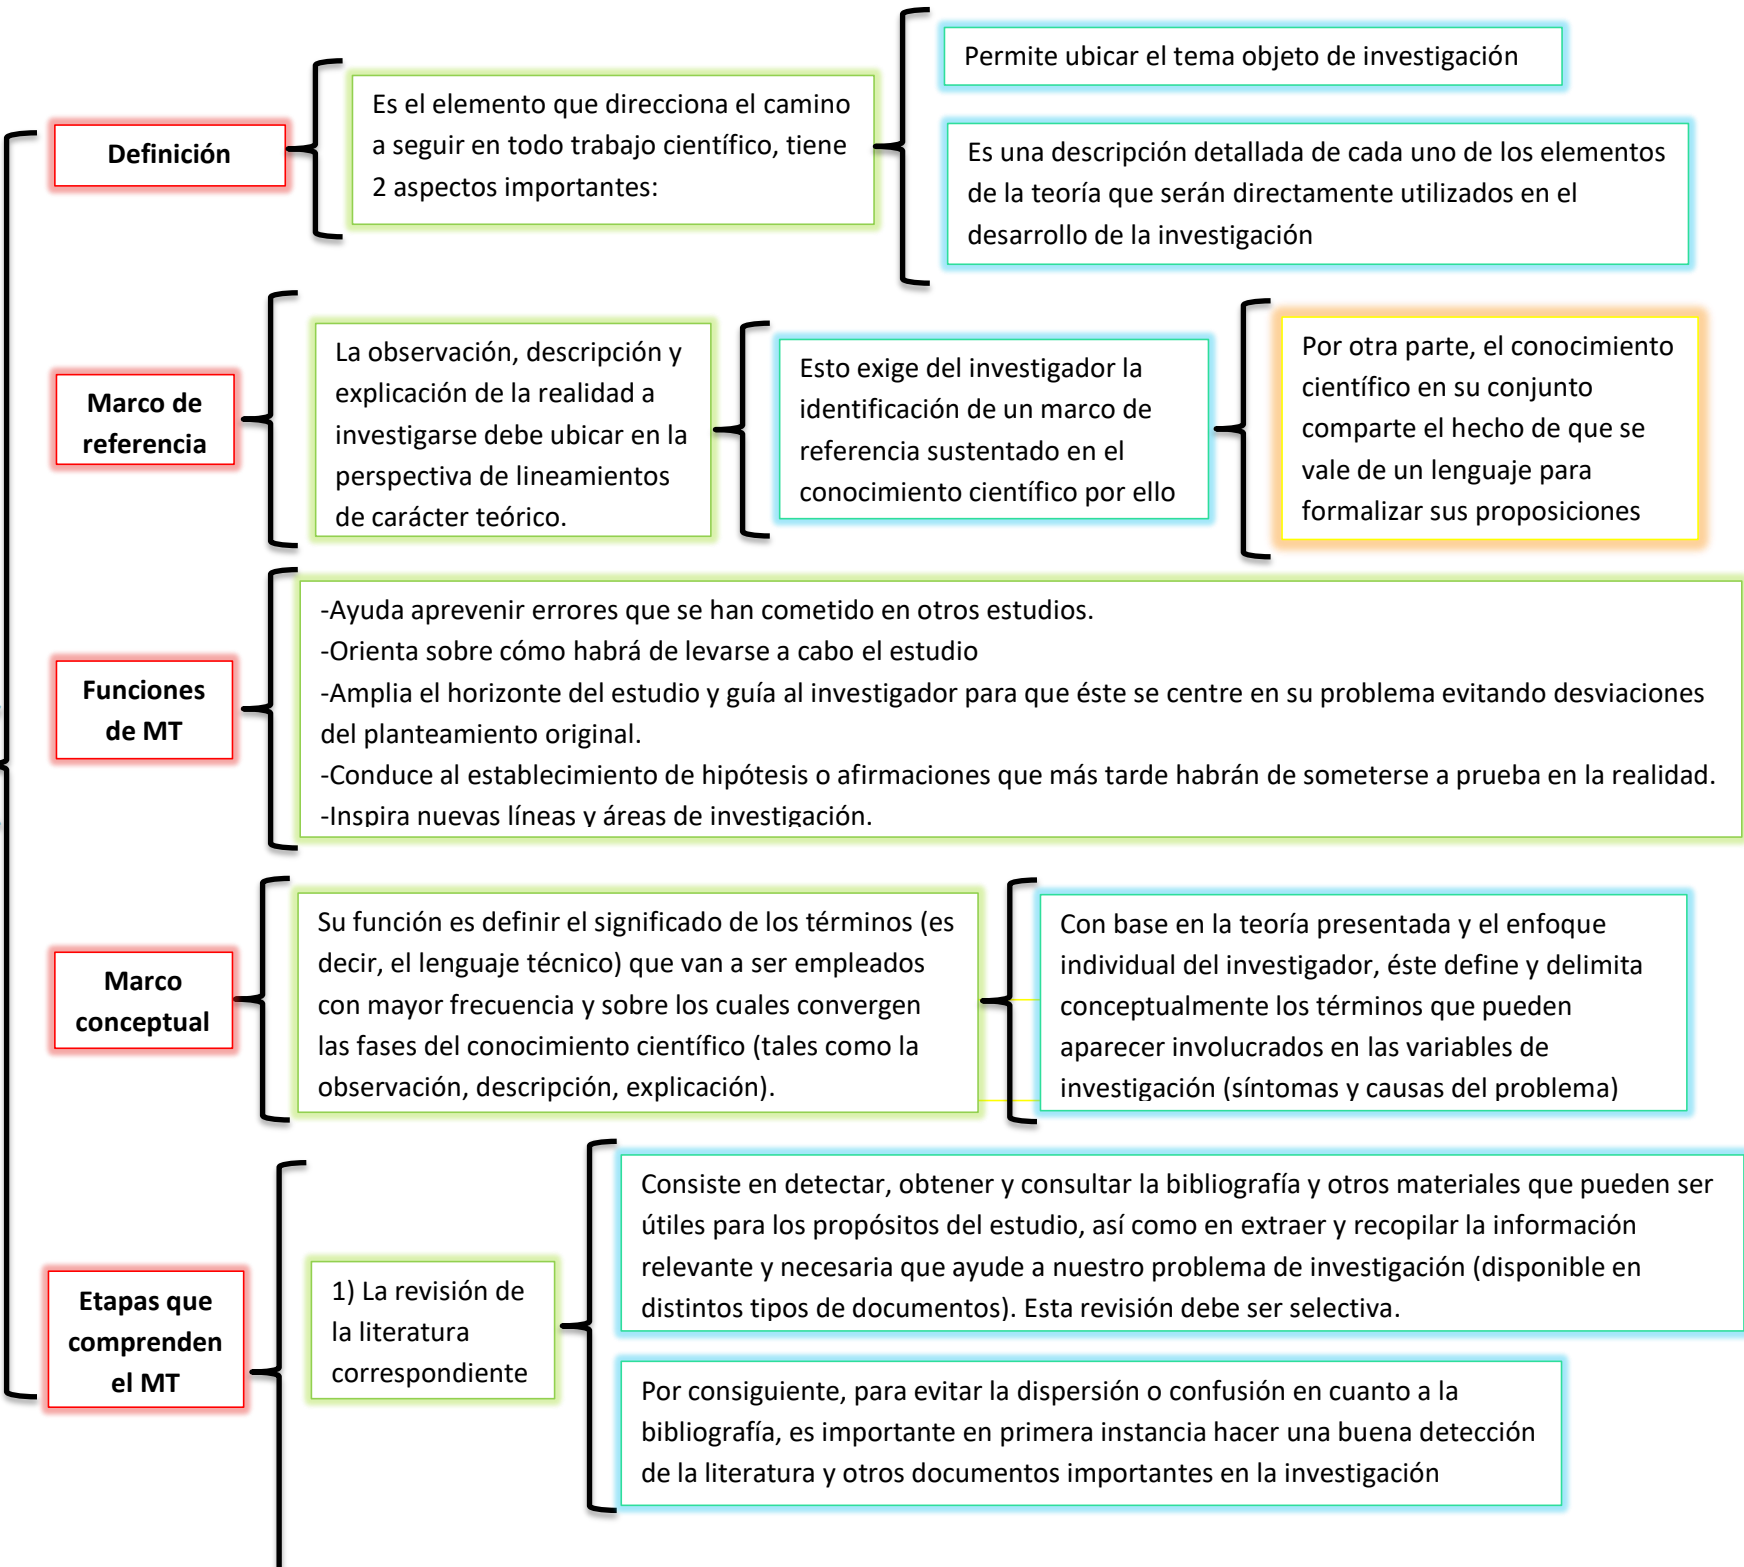 Definición
Es el elemento que direcciona el camino
a seguir en todo trabajo científico, tiene
2 aspectos importantes:
Permite ubicar el tema objeto de investigación
Es una descripción detallada de cada uno de los elementos
de la teoría que serán directamente utilizados en el
desarrollo de la investigación
Marco de
referencia
La observación, descripción y
explicación de la realidad a
investigarse debe ubicar en la
perspectiva de lineamientos
de carácter teórico.
Esto exige del investigador la
identificación de un marco de
referencia sustentado en el
conocimiento científico por ello
Por otra parte, el conocimiento
científico en su conjunto
comparte el hecho de que se
vale de un lenguaje para
formalizar sus proposiciones
Funciones
de MT
-Ayuda aprevenir errores que se han cometido en otros estudios.
-Orienta sobre cómo habrá de levarse a cabo el estudio
-Amplia el horizonte del estudio y guía al investigador para que éste se centre en su problema evitando desviaciones
del planteamiento original.
-Conduce al establecimiento de hipótesis o afirmaciones que más tarde habrán de someterse a prueba en la realidad.
-Inspira nuevas líneas y áreas de investigación.
Marco
conceptual
Su función es definir el significado de los términos (es
decir, el lenguaje técnico) que van a ser empleados
con mayor frecuencia y sobre los cuales convergen
las fases del conocimiento científico (tales como la
observación, descripción, explicación).
Con base en la teoría presentada y el enfoque
individual del investigador, éste define y delimita
conceptualmente los términos que pueden
aparecer involucrados en las variables de
investigación (síntomas y causas del problema)
Etapas que
comprenden
el MT
1) La revisión de
la literatura
correspondiente
Consiste en detectar, obtener y consultar la bibliografía y otros materiales que pueden ser
útiles para los propósitos del estudio, así como en extraer y recopilar la información
relevante y necesaria que ayude a nuestro problema de investigación (disponible en
distintos tipos de documentos). Esta revisión debe ser selectiva.
Por consiguiente, para evitar la dispersión o confusión en cuanto a la
bibliografía, es importante en primera instancia hacer una buena detección
de la literatura y otros documentos importantes en la investigación